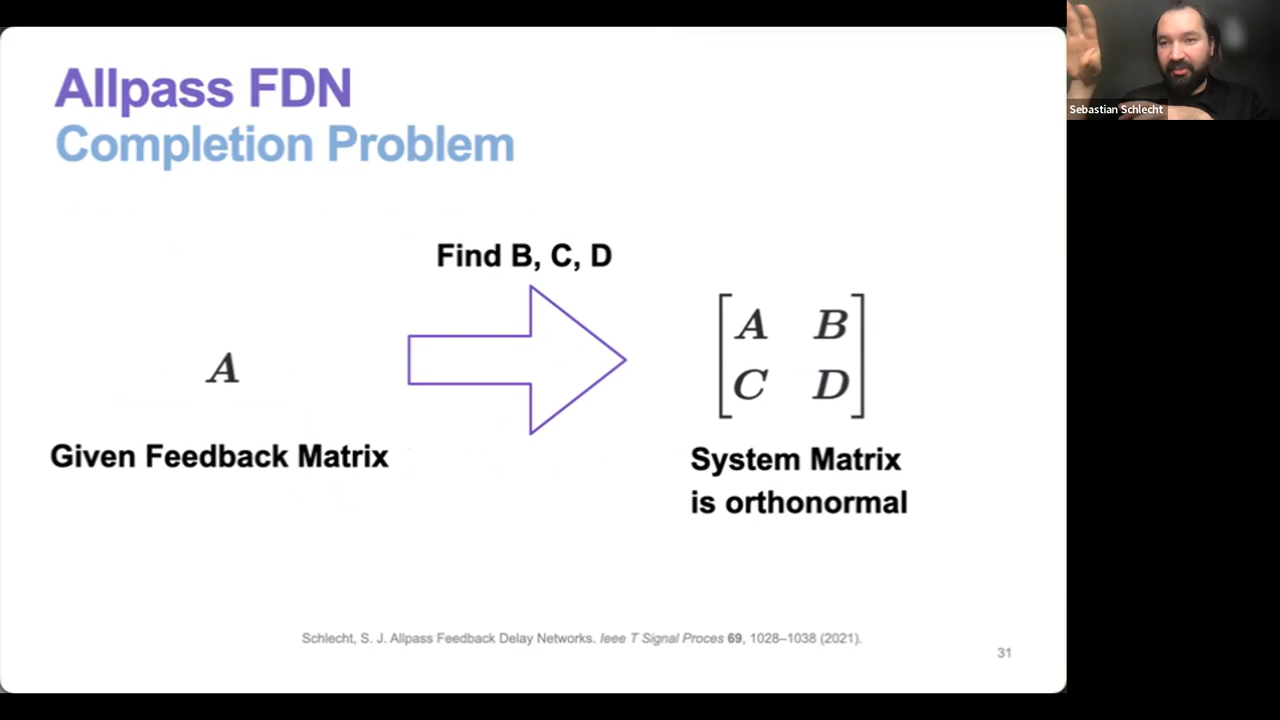 Allpass FDN
Completion Problem
Find B, C, D
A
A B
C D
Given Feedback Matrix
System Matrix
is orthonormal
Schlecht, S. J. Allpass Feedback Delay Networks. Ieee T Signal Proces 69, 1028–1038 (2021).
31
Sebastian Schlecht